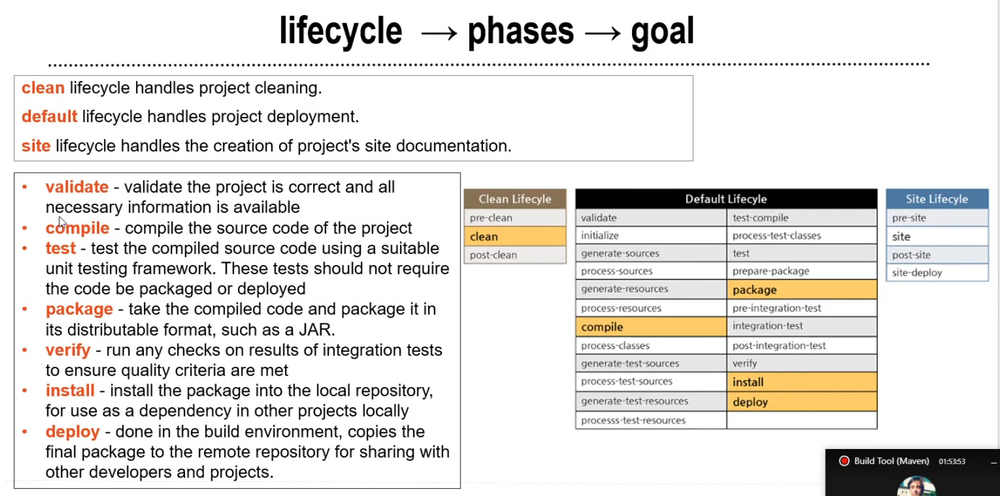 lifecycle → phases → goal
clean lifecycle handles project cleaning.
default lifecycle handles project deployment.
site lifecycle handles the creation of project's site documentation.
• validate - validate the project is correct and all
necessary information is available
• compile - compile the source code of the project
• test - test the compiled source code using a suitable
unit testing framework. These tests should not require
the code be packaged or deployed
• package - take the compiled code and package it in
its distributable format, such as a JAR.
• verify - run any checks on results of integration tests
to ensure quality criteria are met
• install - install the package into the local repository,
for use as a dependency in other projects locally
• deploy - done in the build environment, copies the
final package to the remote repository for sharing with
other developers and projects.
Clean Lifecyle
pre-clean
clean
post-clean
Default Lifecyle
validate test-compile
initialize process-test-classes
generate-sources test
process-sources prepare-package
generate-resources package
process-resources pre-integration-test
compile integration-test
process-classes post-integration-test
generate-test-sources verify
process-test-sources install
generate-test-resources deploy
processs-test-resources
Site Lifecyle
pre-site
site
post-site
site-deploy
Build Tool (Maven) 01:53:53